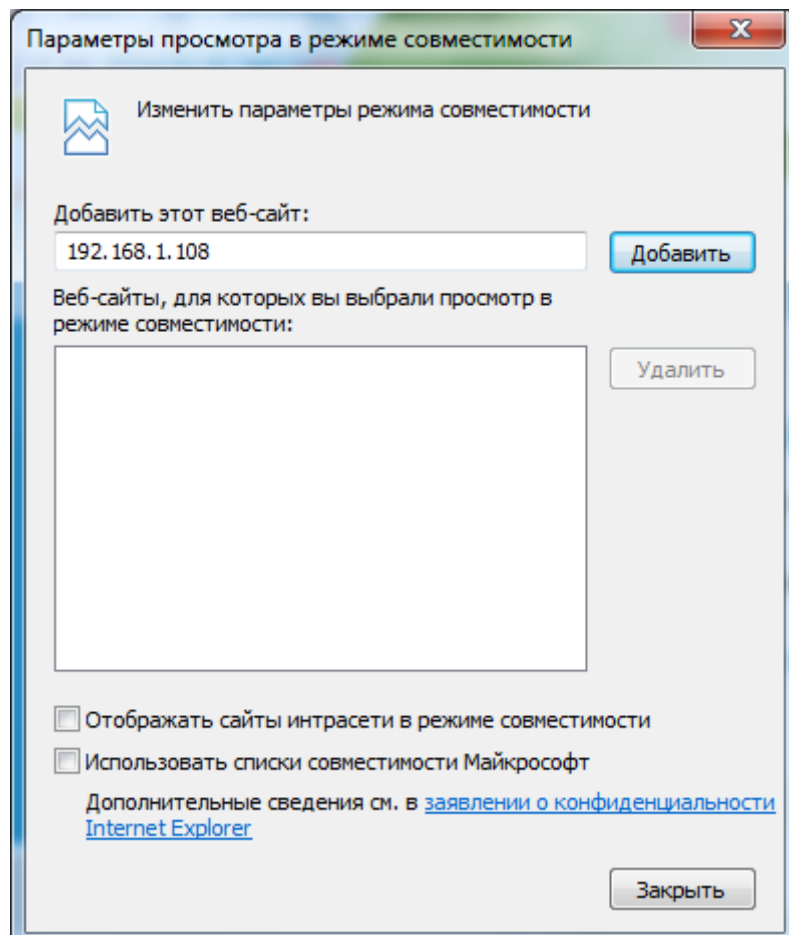 Параметры просмотра в режиме совместимости
X
Изменить параметры режима совместимости
Добавить этот веб-сайт:
192.168.1.108
Добавить
Веб-сайты, для которых вы выбрали просмотр в
режиме совместимости:
Удалить
Отображать сайты интрасети в режиме совместимости
Использовать списки совместимости Майкрософт
Дополнительные сведения см. в заявлении о конфиденциальности
Internet Explorer
Закрыть